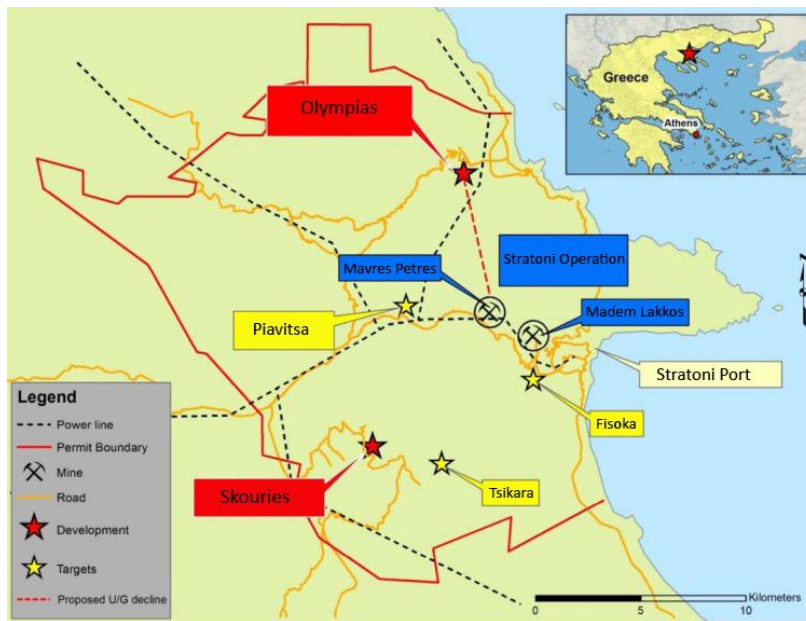 Olympias
Greece
Athens
Stratoni Operation
Mavres Petres
Madem Lakkos
Piavitsa
Stratoni Port
Fisoka
Skouries
Tsikara
Legend
Power line
Permit Boundary
Mine
Road
Development
Targets
Proposed U/G decline
Kilometers
0 5 10